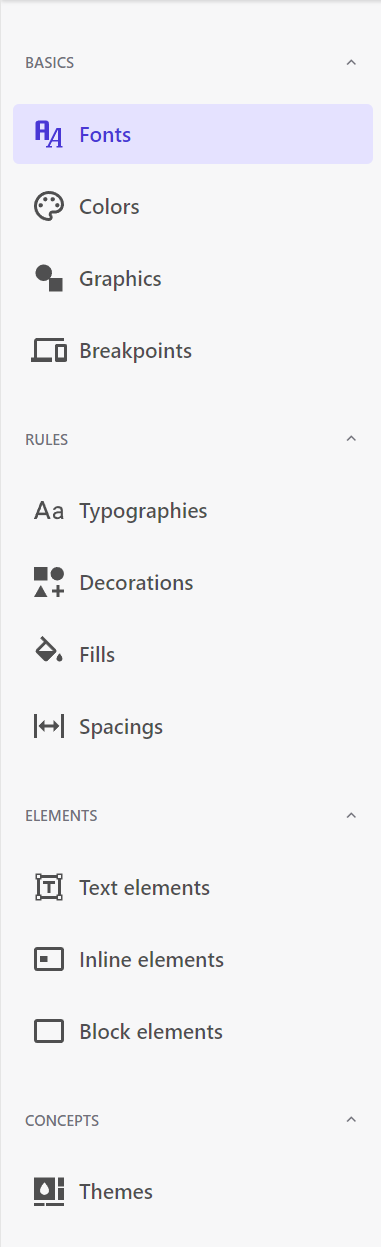 BASICS
Fonts
Colors
Graphics
Breakpoints
RULES
Aa Typographies
Decorations
Fills
Spacings
ELEMENTS
Text elements
Inline elements
Block elements
CONCEPTS
Themes